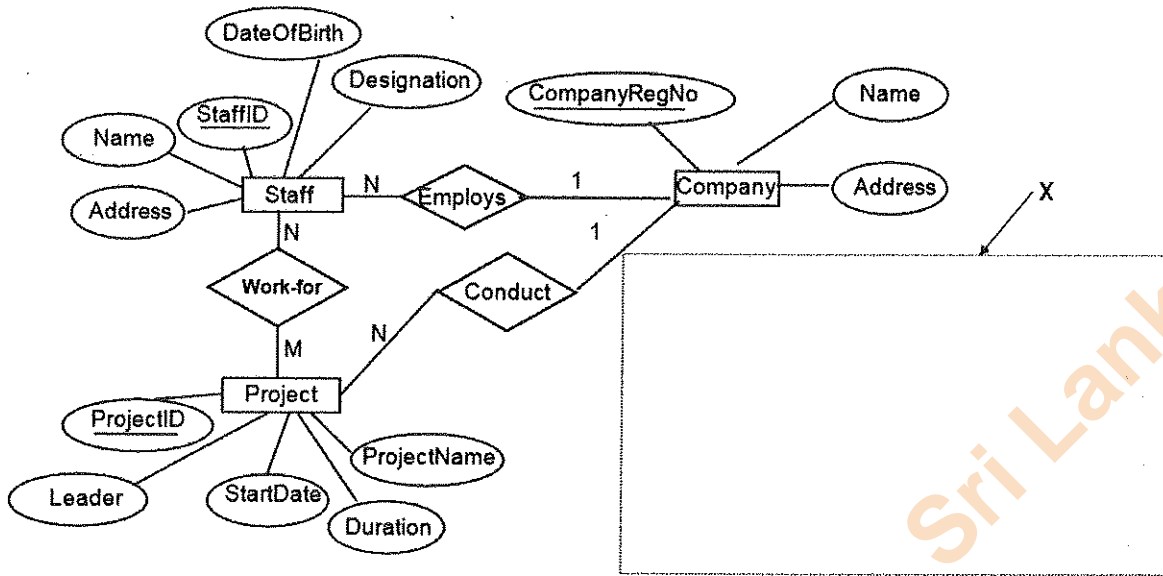 DateOfBirth
Designation
StaffID
Name
Address
Staff
N
Employs
1
CompanyRegNo
Name
Company
Address
X
N
1
Work-for
Conduct
M
N
Project
ProjectID
Leader
StartDate
Duration
ProjectName
Sri Lank